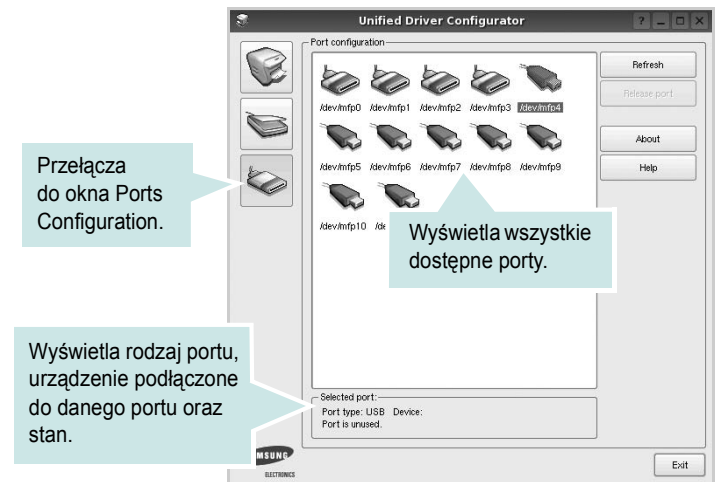 Unified Driver Configurator
Port configuration
/dev/mfp0 /dev/mfp1 /dev/mfp2 /dev/mfp3 /dev/mfp4
/dev/mfp5 /dev/mfp6 /dev/mfp7 /dev/mfp8 /dev/mfp9
/dev/mfp10
Refresh
Release port
About
Help
Przełącza
do okna Ports
Configuration.
Wyświetla wszystkie
dostępne porty.
Wyświetla rodzaj portu,
urządzenie podłączone
do danego portu oraz
stan.
Selected port:
Port type: USB Device:
Port is unused.
MSUNG
ELECTRONICS
Exit